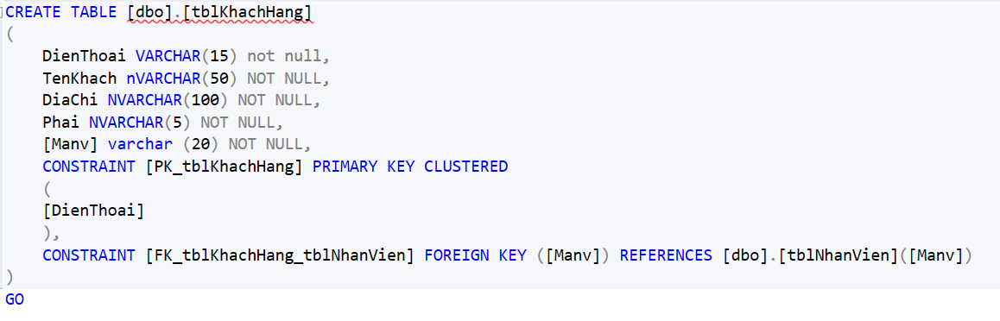 CREATE TABLE [dbo].[tblKhachHang]
(
DienThoai VARCHAR(15) not null,
TenKhach nVARCHAR(50) NOT NULL,
DiaChi NVARCHAR(100) NOT NULL,
Phai NVARCHAR(5) NOT NULL,
[Manv] varchar (20) NOT NULL,
CONSTRAINT [PK_tblKhachHang] PRIMARY KEY CLUSTERED
(
[DienThoai]
),
CONSTRAINT [FK_tblKhachHang_tblNhanVien] FOREIGN KEY ([Manv]) REFERENCES [dbo].[tblNhanVien]([Manv])
)
GO